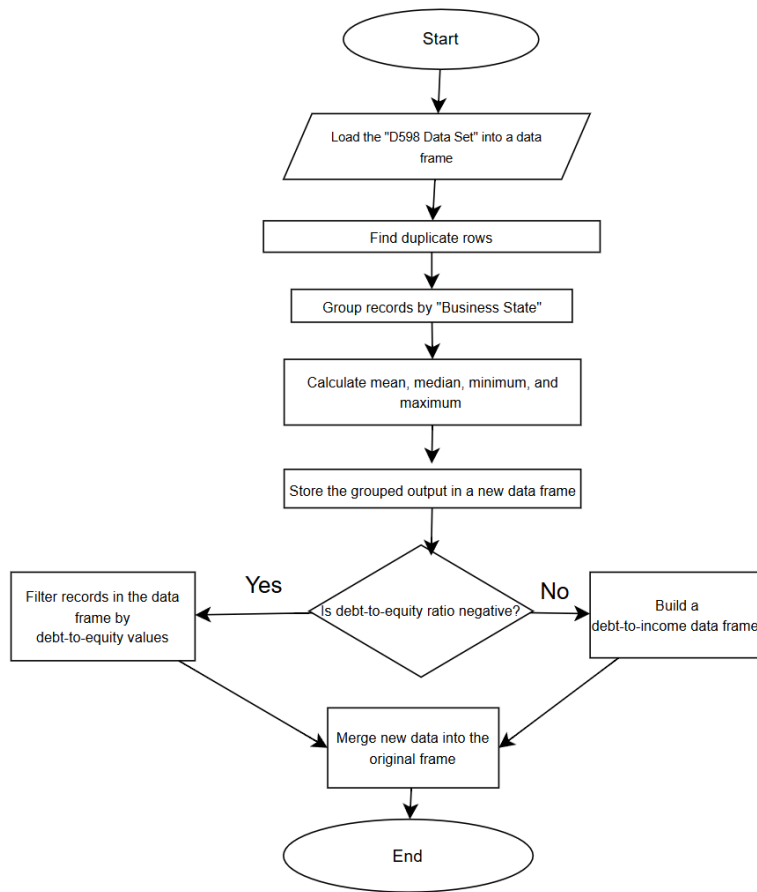 Start
Load the "D598 Data Set" into a data
frame
Find duplicate rows
Group records by "Business State"
Calculate mean, median, minimum, and
maximum
Store the grouped output in a new data frame
Is debt-to-equity ratio negative?
Yes
No
Filter records in the data
frame by
debt-to-equity values
Build a
debt-to-income data frame
Merge new data into the
original frame
End